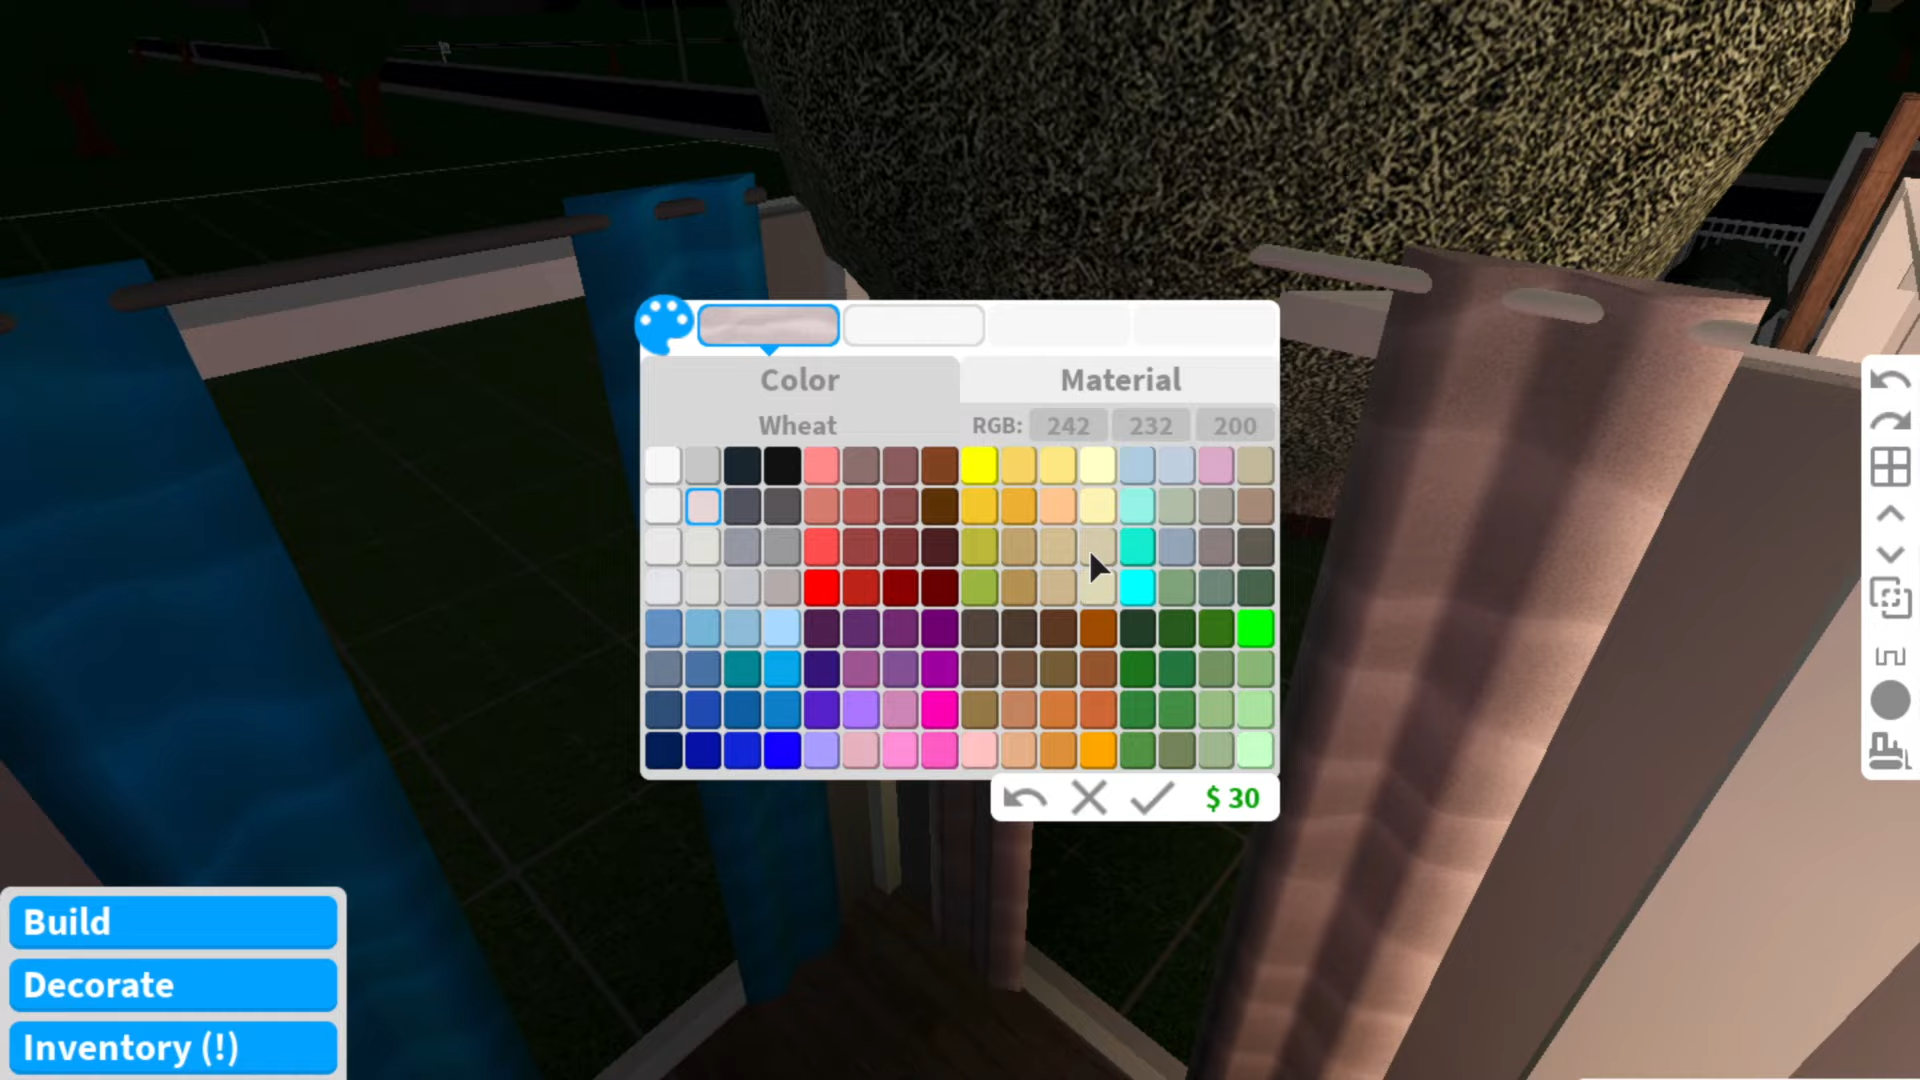 Color
Material
Wheat
RGB: 242 232 200
$ 30
Build
Decorate
Inventory (!)